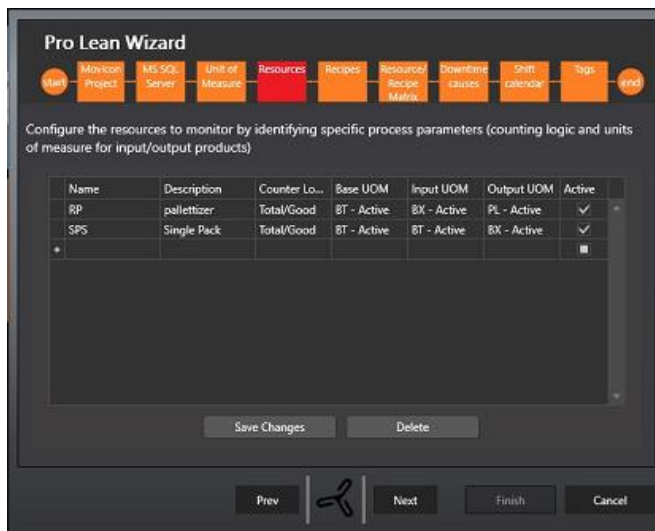 Pro Lean Wizard
start
Movicon
Project
MS SQL
Server
Unit of
Measure
Resources
Recipes
Resource/
Recipe
Matrix
Downtime
causes
Shift
calendar
Tags
end
Configure the resources to monitor by identifying specific process parameters (counting logic and units
of measure for input/output products)
Name Description Counter Lo... Base UOM Input UOM Output UOM Active
RP pallettizer Total/Good BT - Active BX - Active PL - Active
SPS Single Pack Total/Good BT - Active BT - Active BX - Active
Save Changes Delete
Prev Next Finish Cancel